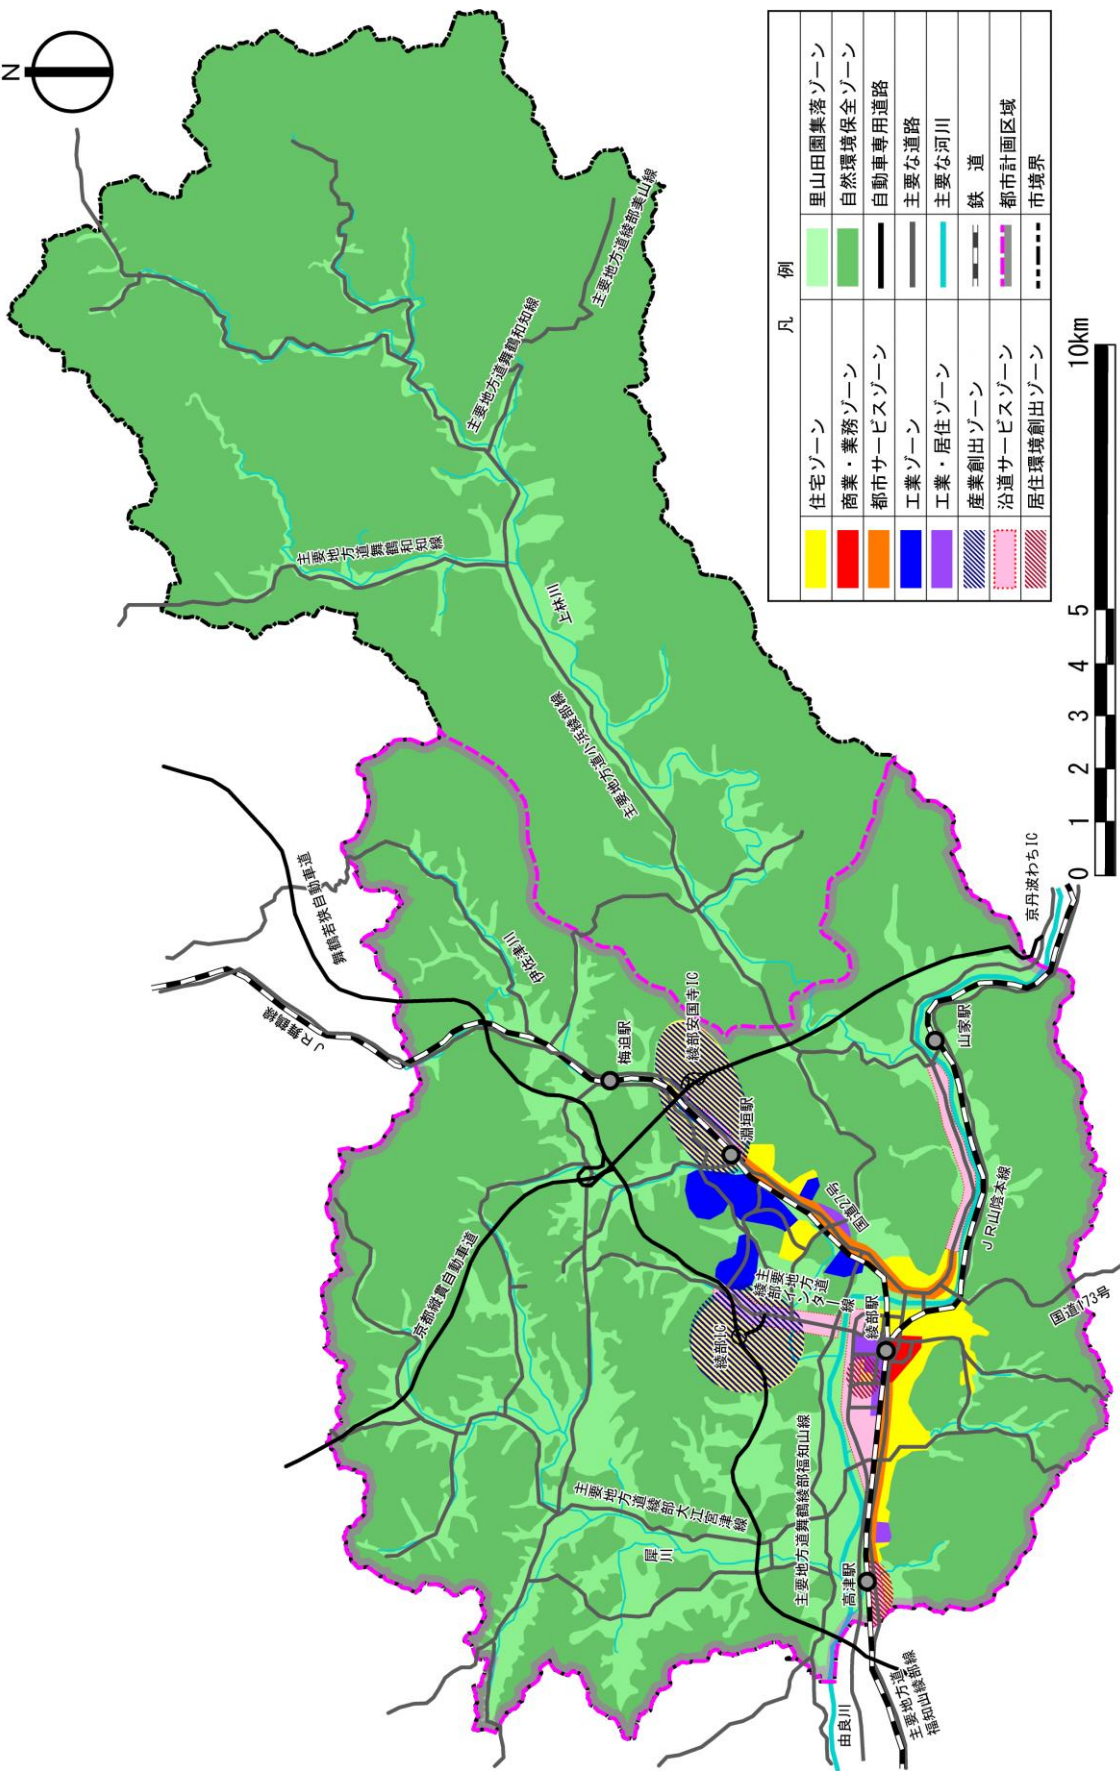 N
主要地方道綾部美山線
主要地方道舞鶴和知線
主要地方道舞鶴和知線
上林川
主要地方道小浜綾部線
舞鶴若狭自動車道
JR舞鶴線
伊佐津川
梅迫駅
綾部安国寺IC
淵垣駅
京丹波わちIC
山家駅
JR山陰本線
国道27号
京都縦貫自動車道
主要地方道
綾部インター線
綾部駅
綾部IC
国道173号
主要地方道綾部大江宮津線
犀川
主要地方道舞鶴綾部福知山線
高津駅
由良川
主要地方道
福知山綾部線
凡 例
住宅ゾーン
商業・業務ゾーン
都市サービスゾーン
工業ゾーン
工業・居住ゾーン
産業創出ゾーン
沿道サービスゾーン
居住環境創出ゾーン
里山田園集落ゾーン
自然環境保全ゾーン
自動車専用道路
主要な道路
主要な河川
鉄 道
都市計画区域
市境界
0 1 2 3 4 5 10km